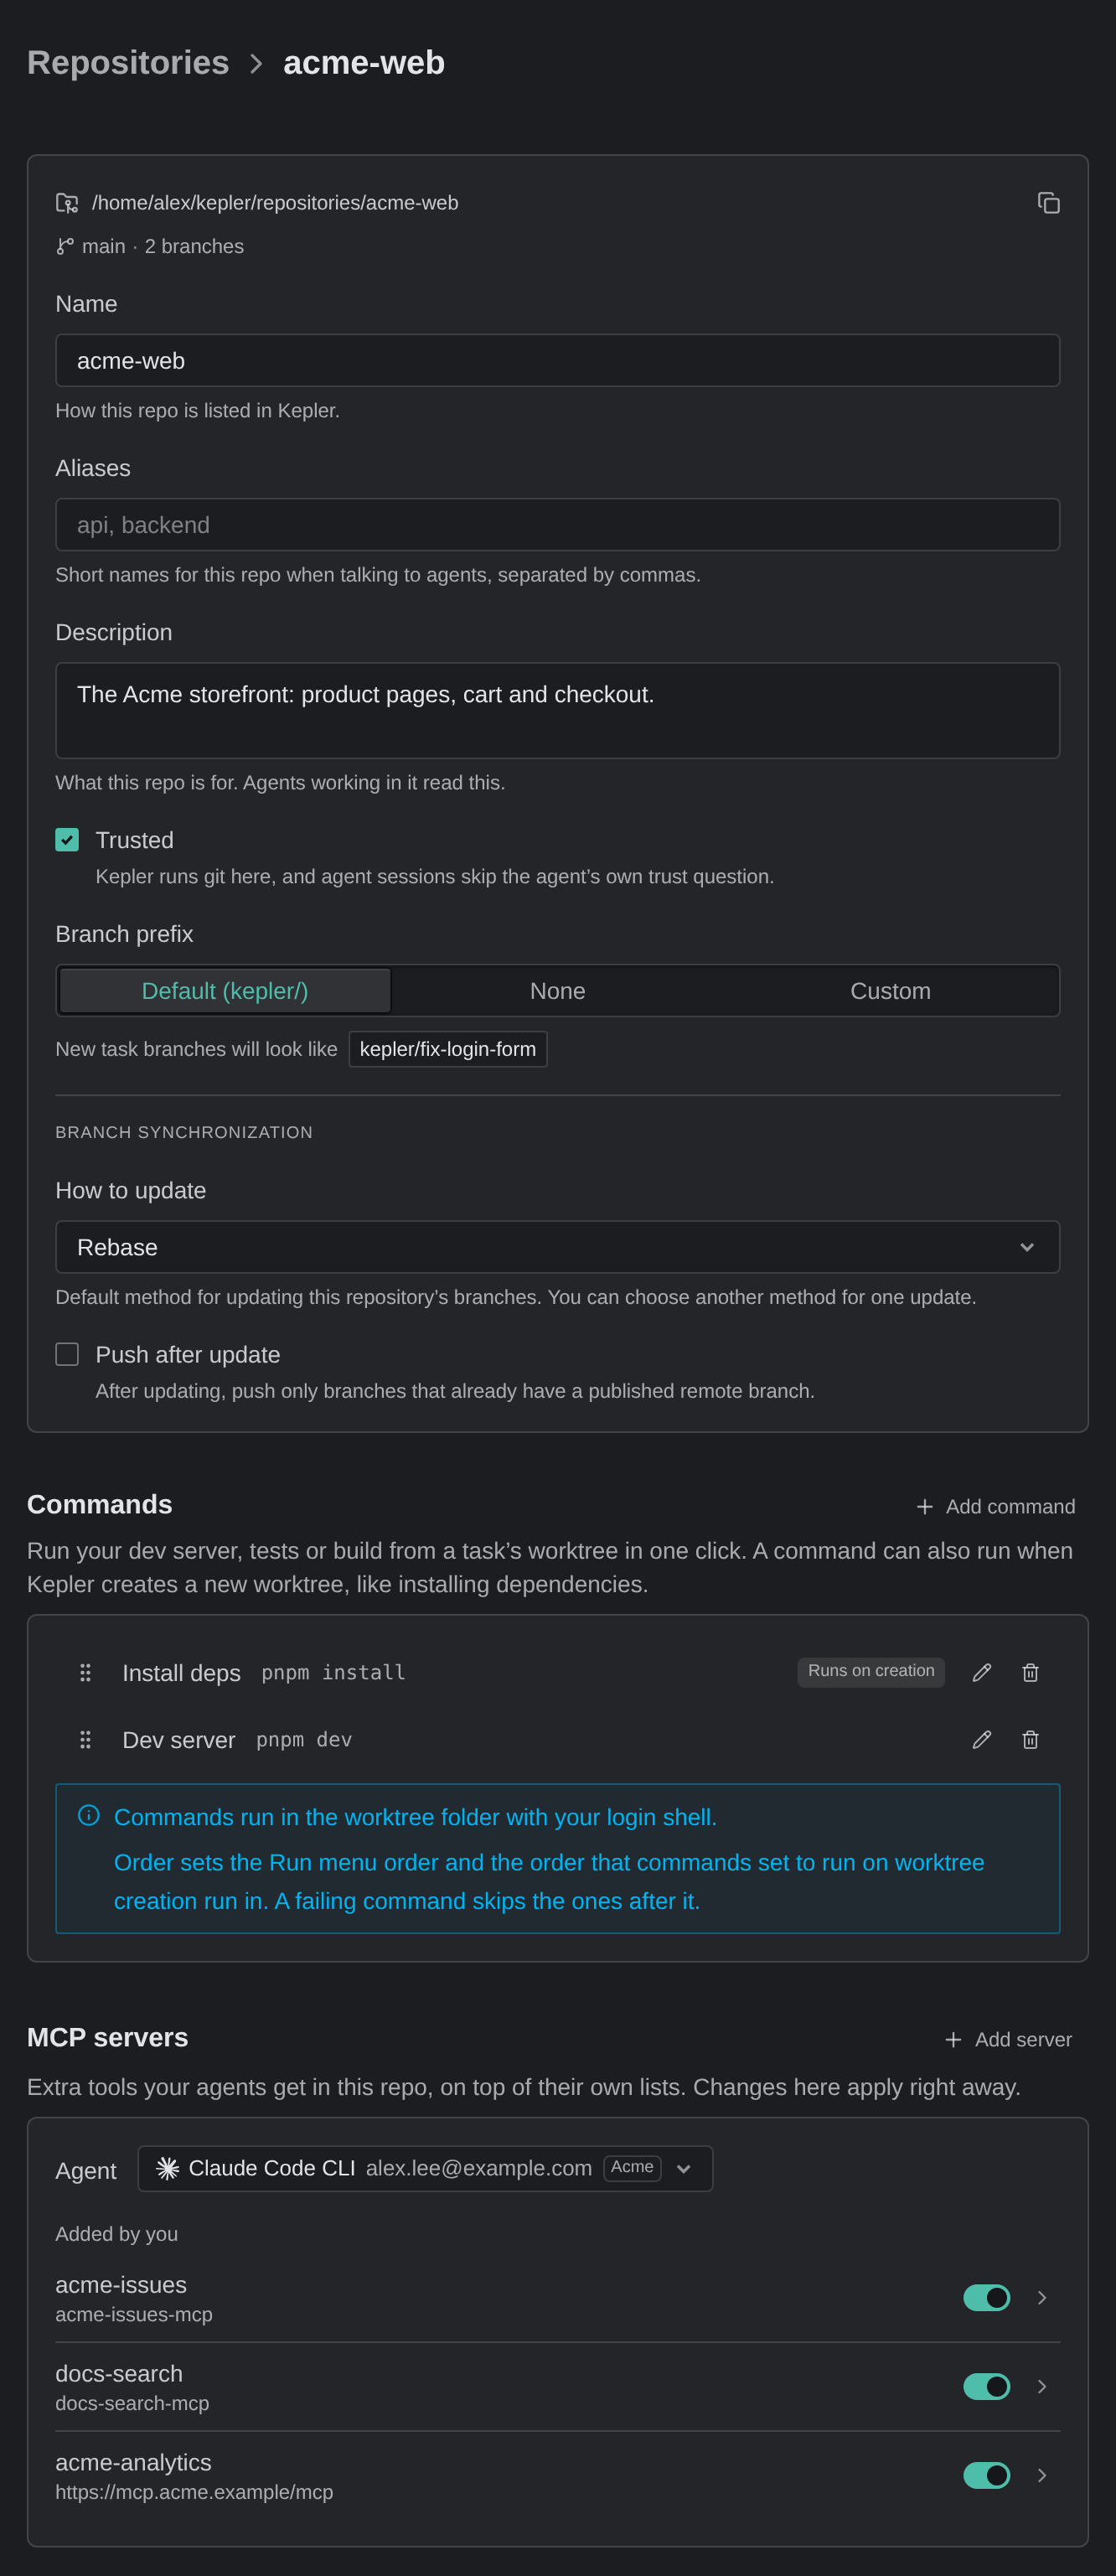 Repositories > acme-web
/home/alex/kepler/repositories/acme-web
main · 2 branches
Name
acme-web
How this repo is listed in Kepler.
Aliases
api, backend
Short names for this repo when talking to agents, separated by commas.
Description
The Acme storefront: product pages, cart and checkout.
What this repo is for. Agents working in it read this.
Trusted
Kepler runs git here, and agent sessions skip the agent’s own trust question.
Branch prefix
Default (kepler/) None Custom
New task branches will look like kepler/fix-login-form
BRANCH SYNCHRONIZATION
How to update
Rebase
Default method for updating this repository’s branches. You can choose another method for one update.
Push after update
After updating, push only branches that already have a published remote branch.
Commands
Add command
Run your dev server, tests or build from a task’s worktree in one click. A command can also run when
Kepler creates a new worktree, like installing dependencies.
Install deps pnpm install Runs on creation
Dev server pnpm dev
Commands run in the worktree folder with your login shell.
Order sets the Run menu order and the order that commands set to run on worktree
creation run in. A failing command skips the ones after it.
MCP servers
Add server
Extra tools your agents get in this repo, on top of their own lists. Changes here apply right away.
Agent Claude Code CLI alex.lee@example.com Acme
Added by you
acme-issues
acme-issues-mcp
docs-search
docs-search-mcp
acme-analytics
https://mcp.acme.example/mcp